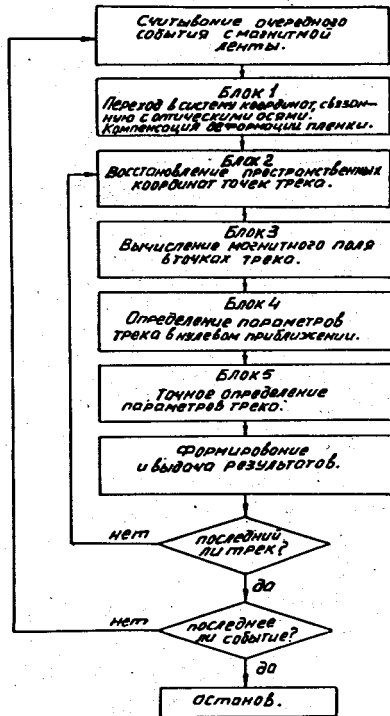 Считывание очередного
события с магнитной
ленты.
Блок 1
Переход в систему координат, связан-
ную с оптическими осями.
Компенсация деформации пленки.
Блок 2
Восстановление пространственных
координат точек трека.
Блок 3
Вычисление магнитного поля
в точках трека.
Блок 4
Определение параметров
трека в нулевом приближении.
Блок 5
Точное определение
параметров трека.
Формирование
и выдача результатов.
нет
последний
ли трек?
да
нет
последнее
ли событие?
да
Останов.